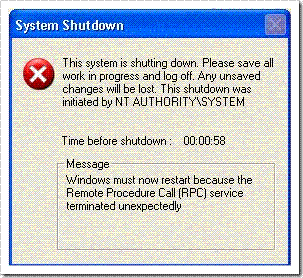 System Shutdown
This system is shutting down. Please save all
work in progress and log off. Any unsaved
changes will be lost. This shutdown was
initiated by NT AUTHORITY\SYSTEM
Time before shutdown : 00:00:58
Message
Windows must now restart because the
Remote Procedure Call (RPC) service
terminated unexpectedly